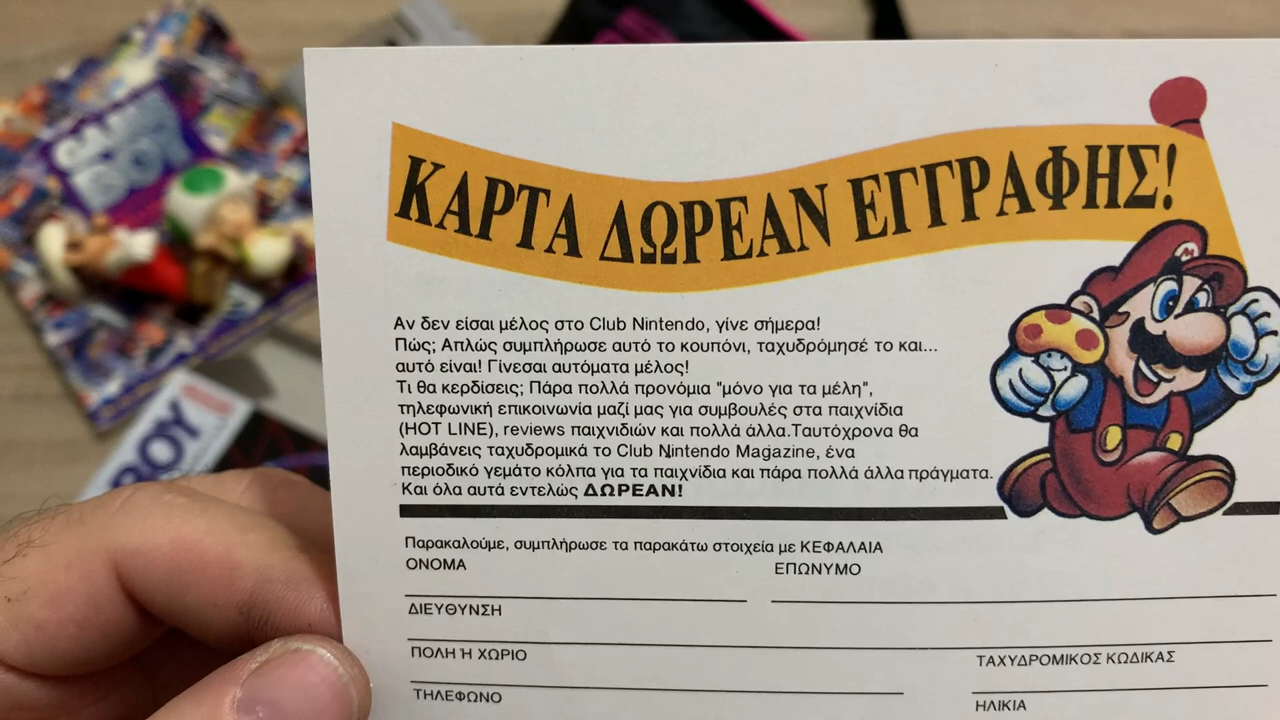 ΚΑΡΤΑ ΔΩΡΕΑΝ ΕΓΓΡΑΦΗΣ!
M
Αν δεν είσαι μέλος στο Club Nintendo, γίνε σήμερα!
Πώς; Απλώς συμπλήρωσε αυτό το κουπόνι, ταχυδρόμησέ το και...
αυτό είναι! Γίνεσαι αυτόματα μέλος!
Τι θα κερδίσεις; Πάρα πολλά προνόμια "μόνο για τα μέλη",
τηλεφωνική επικοινωνία μαζί μας για συμβουλές στα παιχνίδια
(HOT LINE), reviews παιχνιδιών και πολλά άλλα.Ταυτόχρονα θα
λαμβάνεις ταχυδρομικά το Club Nintendo Magazine, ένα
περιοδικό γεμάτο κόλπα για τα παιχνίδια και πάρα πολλά άλλα πράγματα.
Και όλα αυτά εντελώς ΔΩΡΕΑΝ!
Παρακαλούμε, συμπλήρωσε τα παρακάτω στοιχεία με ΚΕΦΑΛΑΙΑ
ΟΝΟΜΑ ΕΠΩΝΥΜΟ
ΔΙΕΥΘΥΝΣΗ
ΠΟΛΗ Ή ΧΩΡΙΟ ΤΑΧΥΔΡΟΜΙΚΟΣ ΚΩΔΙΚΑΣ
ΤΗΛΕΦΩΝΟ ΗΛΙΚΙΑ
GAME
BOY
BOY